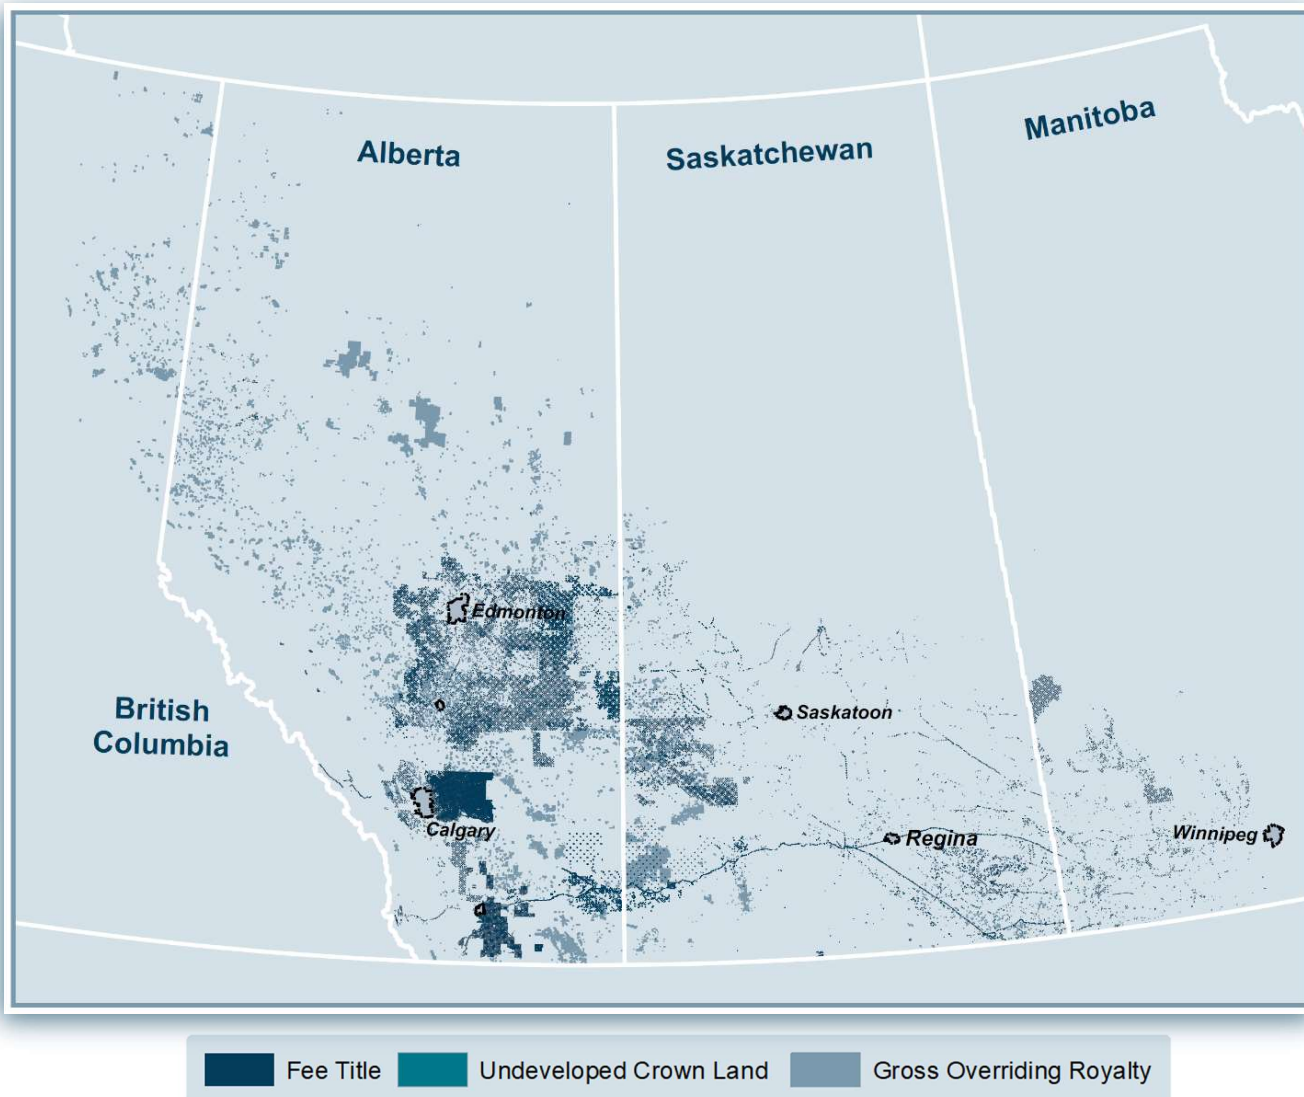 Alberta
Saskatchewan
Manitoba
Edmonton
British
Columbia
Saskatoon
Calgary
Regina
Winnipeg
Fee Title
Undeveloped Crown Land
Gross Overriding Royalty